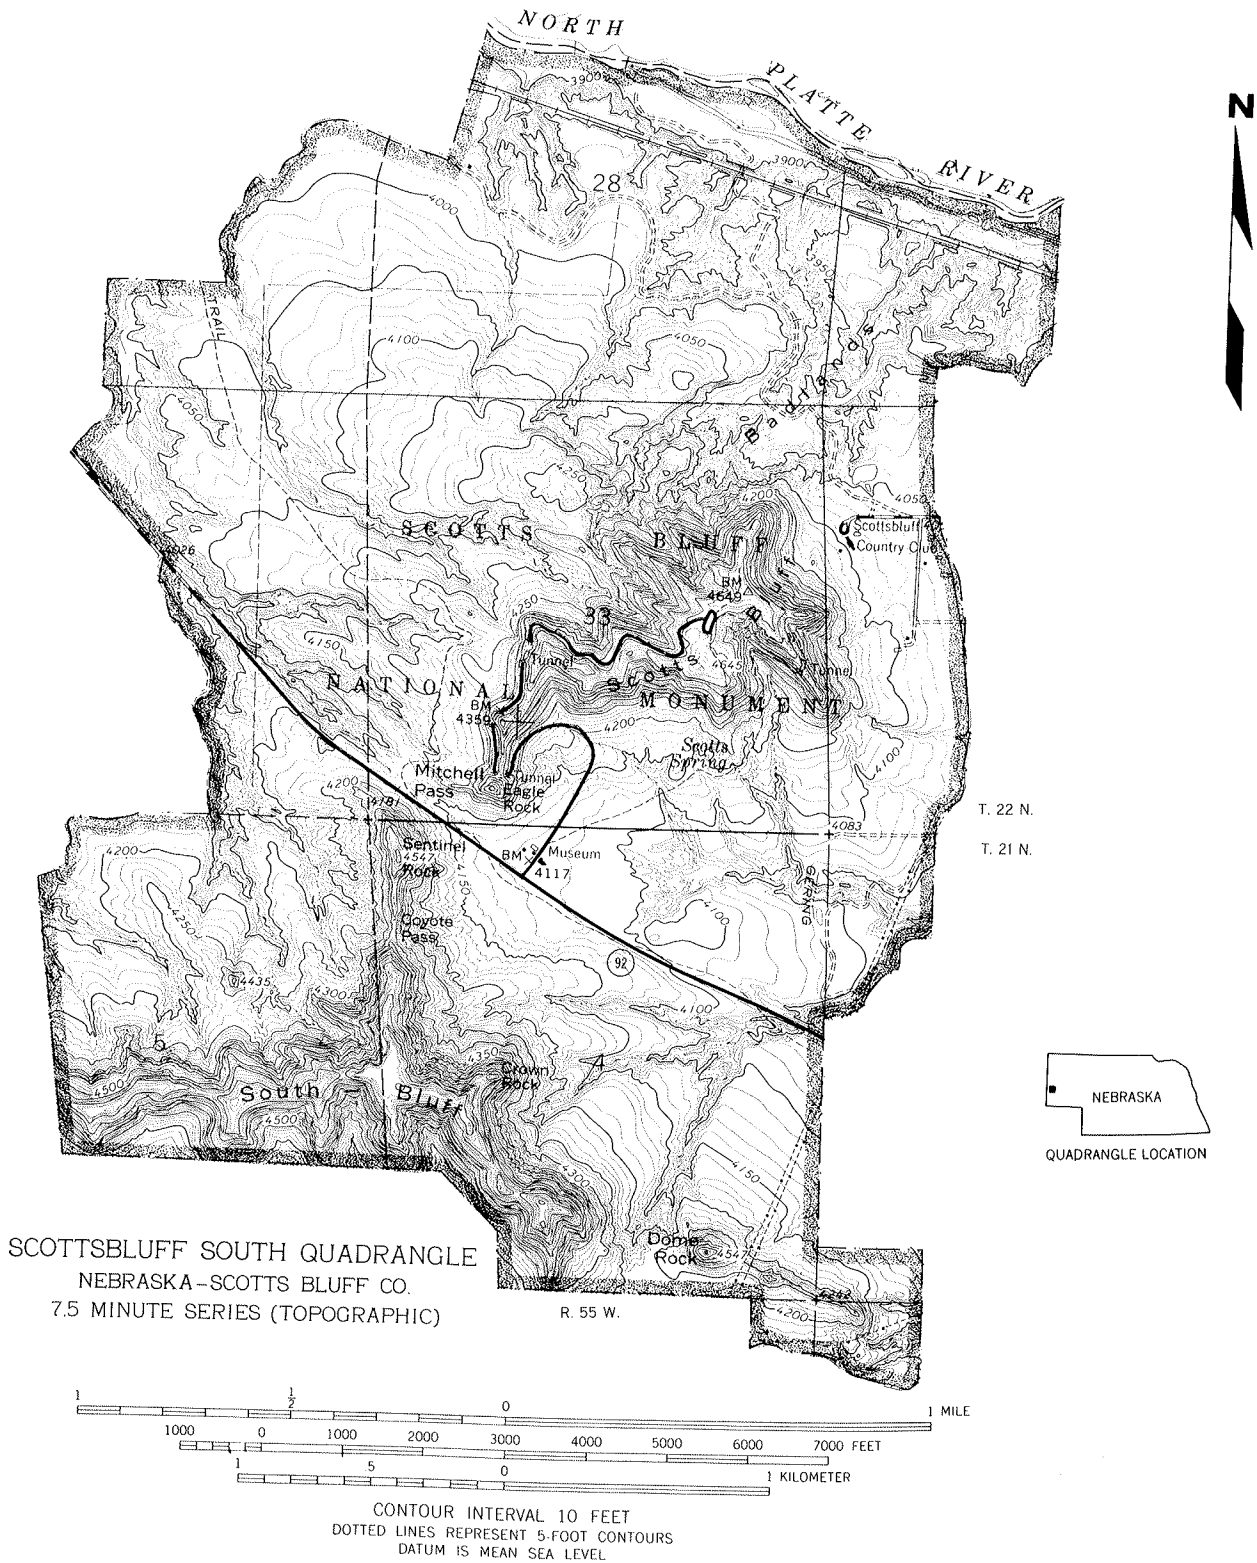 NORTH
PLATTE
RIVER
N
3900
3900
28
4000
3950
TRAIL
4100
4050
Badlands
4050
4250
4200
4050
SCOTTS
BLUFF
Scottsbluff
Country Club
4026
BM
4649
Bluff
4250
33
4150
Tunnel
Scotts
4645
Tunnel
NATIONAL
MONUMENT
BM
4359
4200
Scotts
Spring
4100
Mitchell
Pass
Tunnel
Eagle
Rock
4200
4181
T. 22 N.
4083
T. 21 N.
Sentinel
4547
Rock
4150
BM
Museum
4117
4200
4250
GERING
4100
Coyote
Pass
92
4435
4300
4100
5
4350
4
Crown
Rock
4500
South
Bluff
4500
NEBRASKA
QUADRANGLE LOCATION
4150
4300
Dome
Rock
4547
4242
4200
SCOTTSBLUFF SOUTH QUADRANGLE
NEBRASKA-SCOTTS BLUFF CO.
7.5 MINUTE SERIES (TOPOGRAPHIC)
R. 55 W.
1 1/2 0 1 MILE
1000 0 1000 2000 3000 4000 5000 6000 7000 FEET
1 5 0 1 KILOMETER
CONTOUR INTERVAL 10 FEET
DOTTED LINES REPRESENT 5-FOOT CONTOURS
DATUM IS MEAN SEA LEVEL